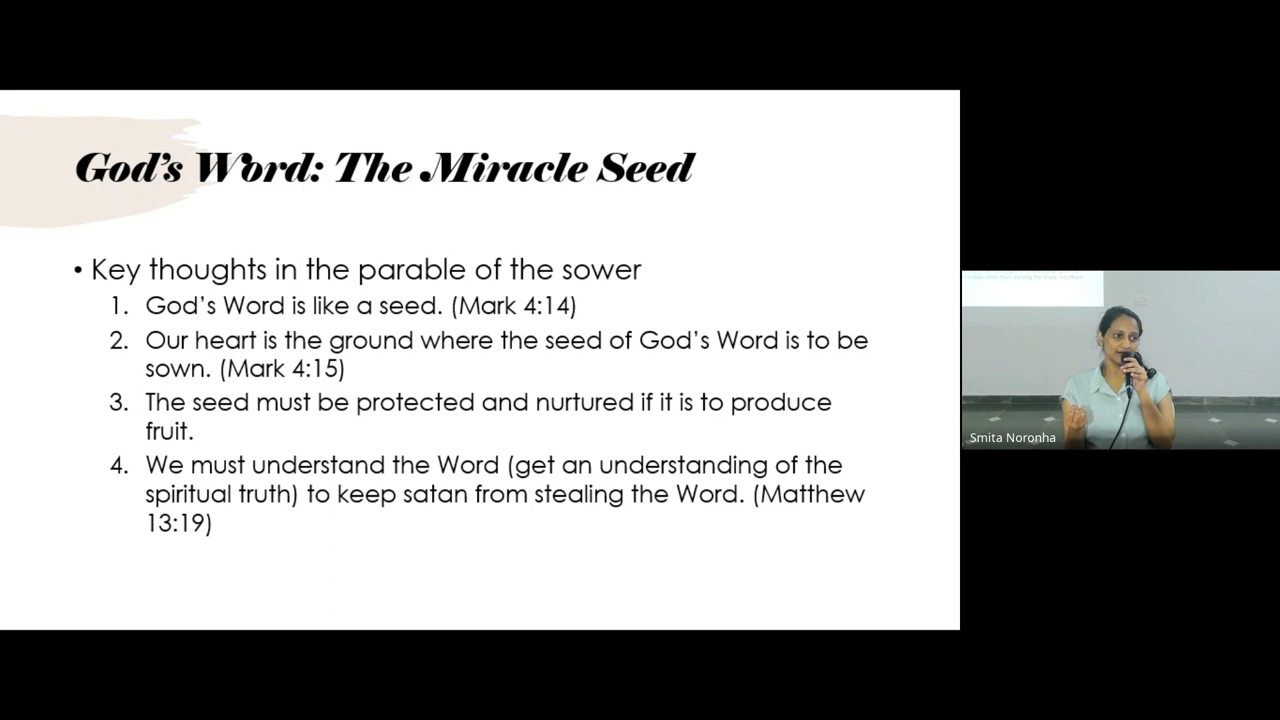 God's Word: The Miracle Seed
• Key thoughts in the parable of the sower
1. God's Word is like a seed. (Mark 4:14)
2. Our heart is the ground where the seed of God's Word is to be
sown. (Mark 4:15)
3. The seed must be protected and nurtured if it is to produce
fruit.
4. We must understand the Word (get an understanding of the
spiritual truth) to keep satan from stealing the Word. (Matthew
13:19)
Smita Noronha